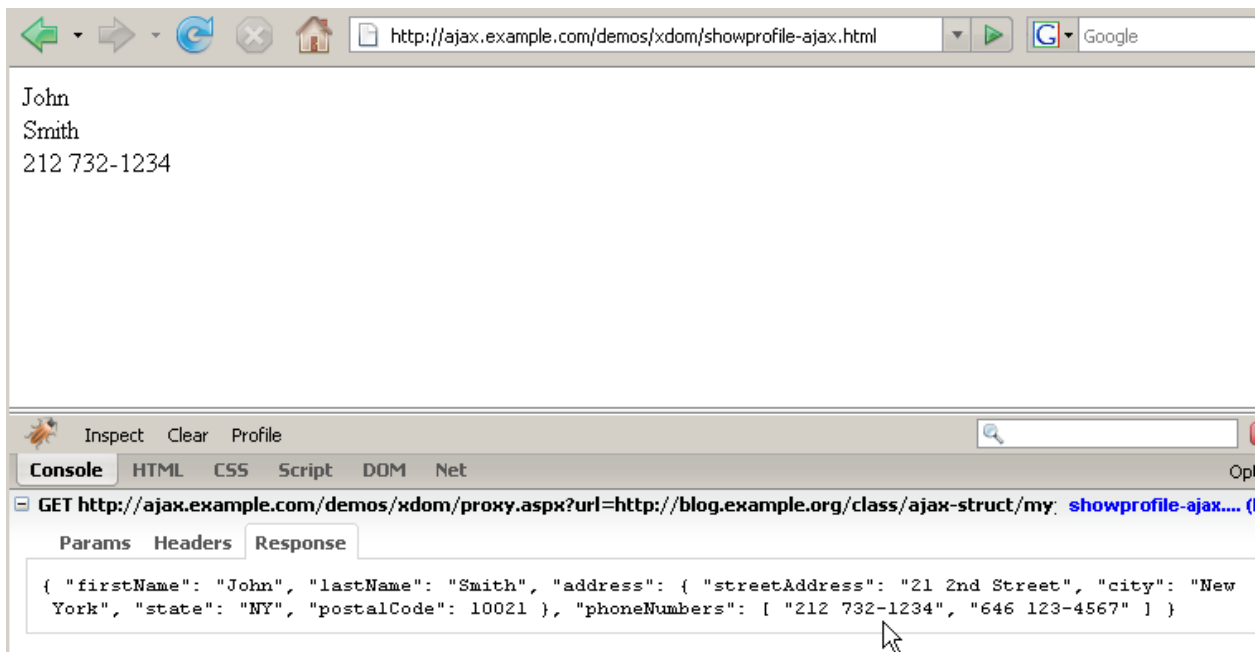 http://ajax.example.com/demos/xdom/showprofile-ajax.html
G Google
John
Smith
212 732-1234
Inspect Clear Profile
Console HTML CSS Script DOM Net
GET http://ajax.example.com/demos/xdom/proxy.aspx?url=http://blog.example.org/class/ajax-struct/my showprofile-ajax....
Params Headers Response
{ "firstName": "John", "lastName": "Smith", "address": { "streetAddress": "21 2nd Street", "city": "New
York", "state": "NY", "postalCode": 10021 }, "phoneNumbers": [ "212 732-1234", "646 123-4567" ] }